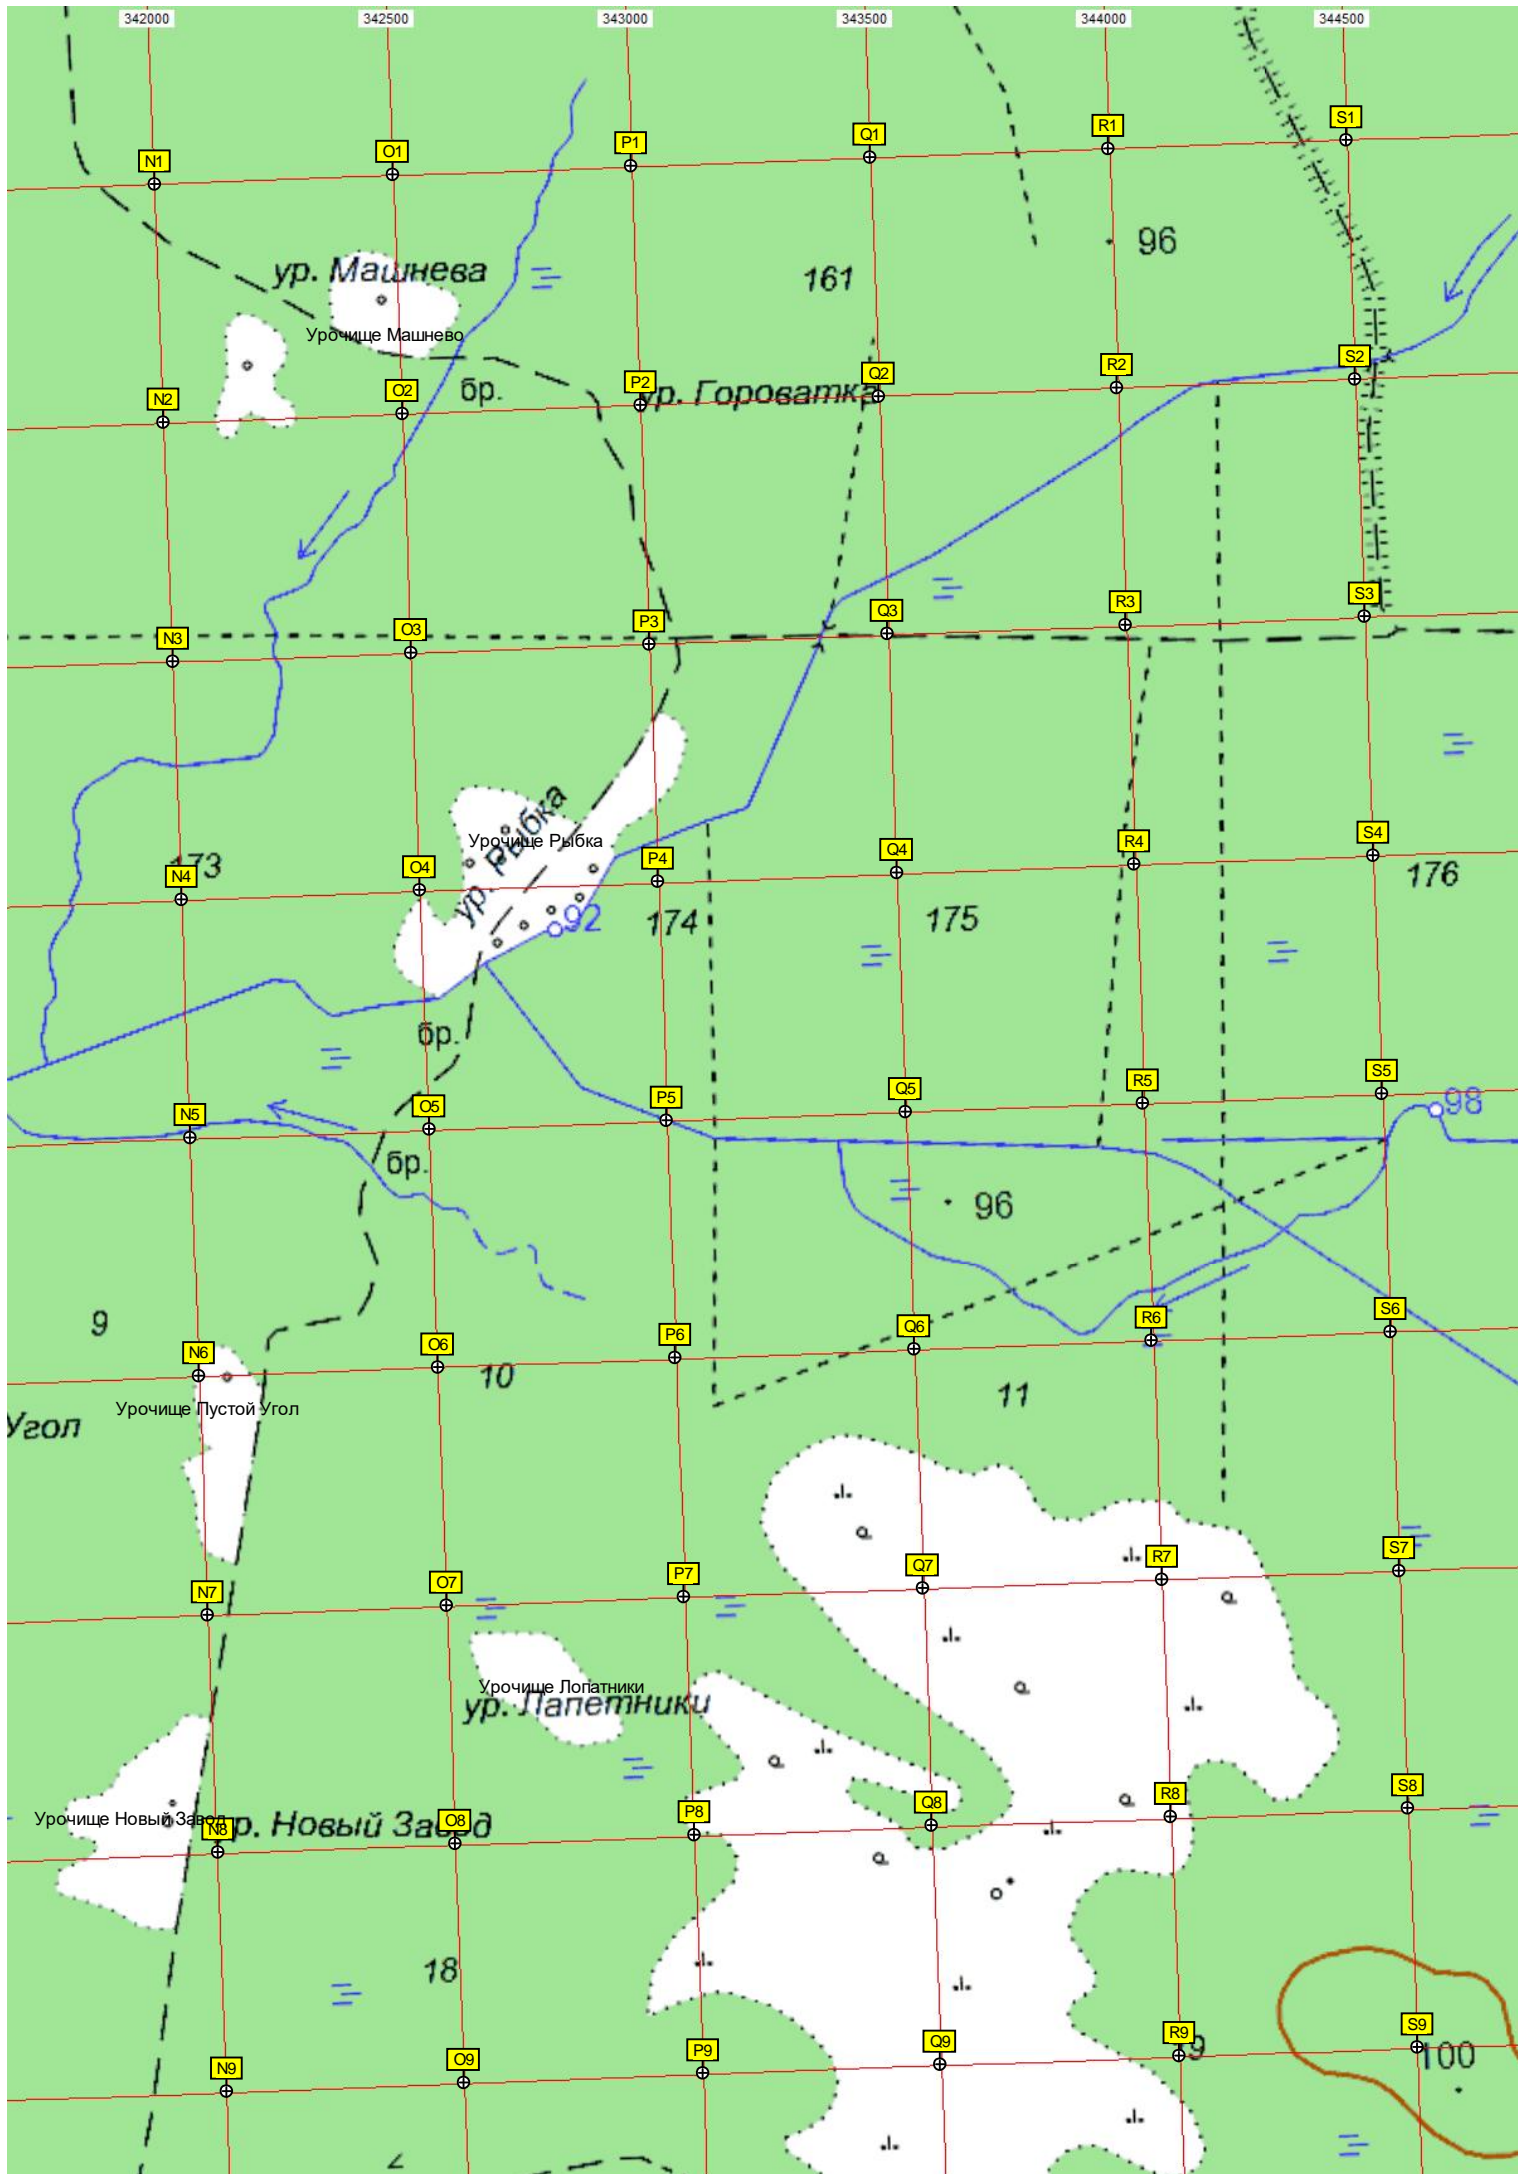 342000 342500 343000 343500 344000 344500
N1 O1 P1 Q1 R1 S1
96
ур. Машнева
161
Урочище Машнево
S2
R2
Q2
P2 ур. Гороватка
O2 бр.
N2
S3
R3
Q3
P3
O3
N3
Урочище Рыбка
ур. Рыбка
S4
R4
Q4
P4
O4
173
N4
176
92
174
175
бр.
S5
R5
98
Q5
P5
O5
N5
бр.
96
S6
R6
9
Q6
P6
O6
N6
10
11
Урочище Пустой Угол
Угол
S7
R7
Q7
P7
O7
N7
Урочище Лопатники
ур. Лапетники
S8
R8
Q8
P8
O8
Урочище Новый Завод
N8
р. Новый Завод
18
S9
R9 9
Q9
P9
O9
N9
100